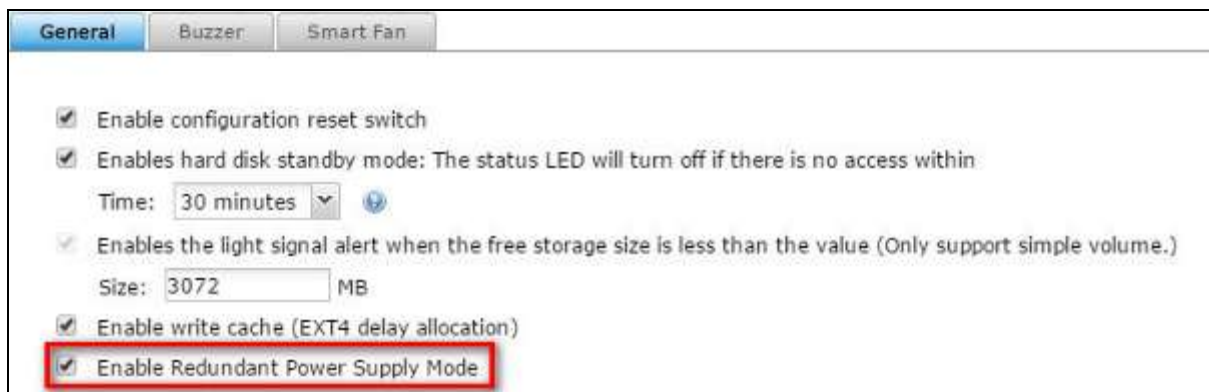 General Buzzer Smart Fan
Enable configuration reset switch
Enables hard disk standby mode: The status LED will turn off if there is no access within
Time: 30 minutes
Enables the light signal alert when the free storage size is less than the value (Only support simple volume.)
Size: 3072 MB
Enable write cache (EXT4 delay allocation)
Enable Redundant Power Supply Mode